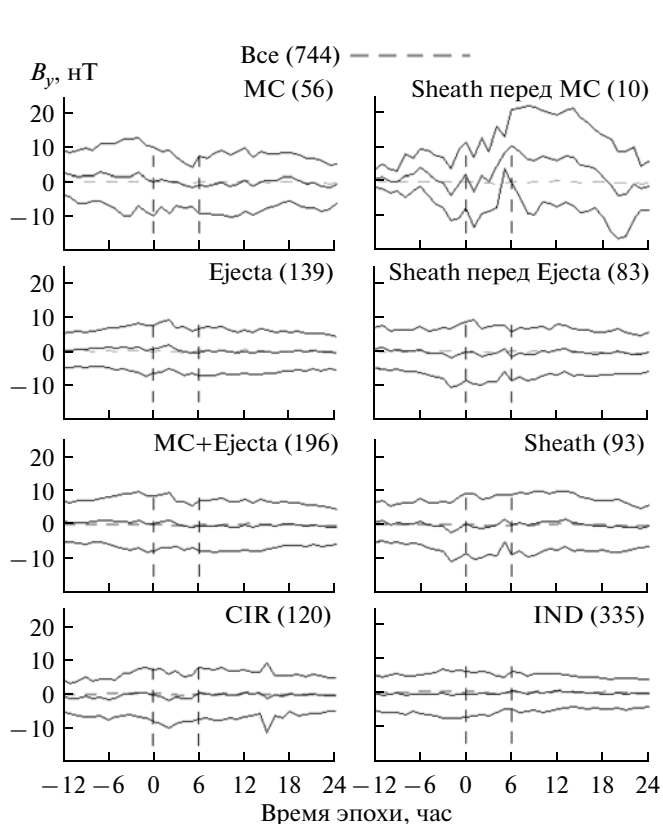 Все (744)
B_y, нТ
MC (56)
Sheath перед MC (10)
20
10
0
−10
Ejecta (139)
Sheath перед Ejecta (83)
20
10
0
−10
MC+Ejecta (196)
Sheath (93)
20
10
0
−10
CIR (120)
IND (335)
20
10
0
−10
−12 −6 0 6 12 18 24 −12 −6 0 6 12 18 24
Время эпохи, час